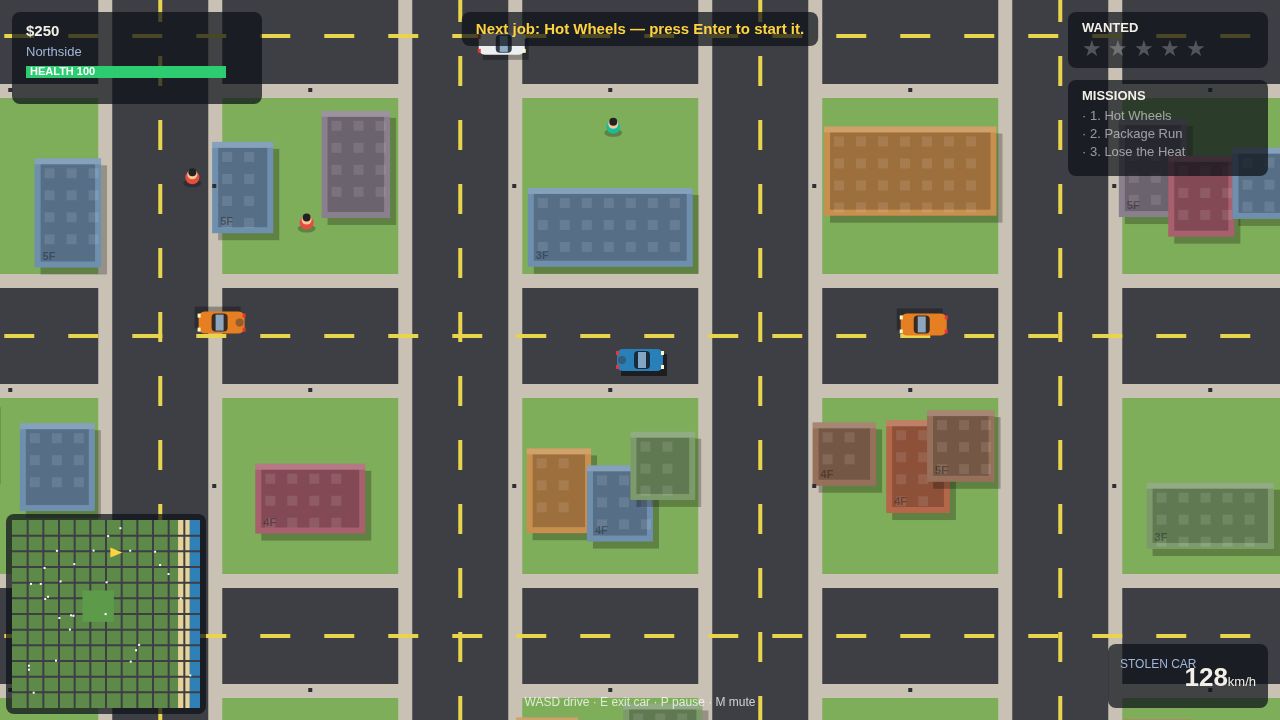 $250
Northside
HEALTH 100
Next job: Hot Wheels — press Enter to start it.
WANTED
★ ★ ★ ★ ★
MISSIONS
· 1. Hot Wheels
· 2. Package Run
· 3. Lose the Heat
5F
5F
3F
5F
4F
4F
4F
4F
5F
3F
STOLEN CAR
128km/h
WASD drive · E exit car · P pause · M mute